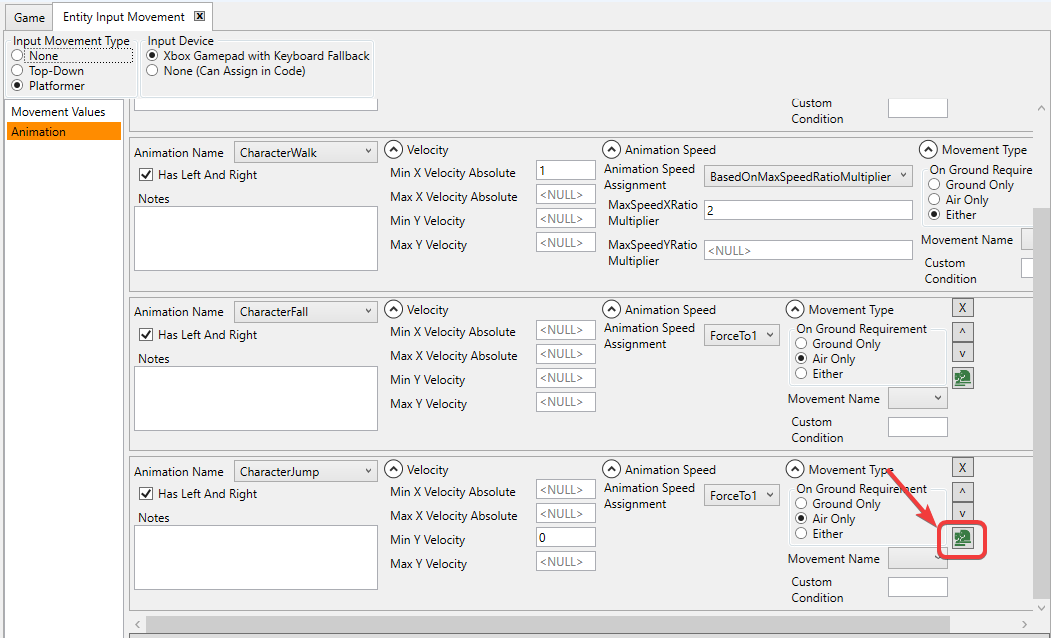 Game
Entity Input Movement
Input Movement Type
None
Top-Down
Platformer
Input Device
Xbox Gamepad with Keyboard Fallback
None (Can Assign in Code)
Movement Values
Animation
Custom
Condition
Animation Name
CharacterWalk
Has Left And Right
Notes
Velocity
Min X Velocity Absolute
1
Max X Velocity Absolute
<NULL>
Min Y Velocity
<NULL>
Max Y Velocity
<NULL>
Animation Speed
Animation Speed
Assignment
BasedOnMaxSpeedRatioMultiplier
MaxSpeedXRatio
Multiplier
2
MaxSpeedYRatio
Multiplier
<NULL>
Movement Type
On Ground Require
Ground Only
Air Only
Either
Movement Name
Custom
Condition
Animation Name
CharacterFall
Has Left And Right
Notes
Velocity
Min X Velocity Absolute
<NULL>
Max X Velocity Absolute
<NULL>
Min Y Velocity
<NULL>
Max Y Velocity
<NULL>
Animation Speed
Animation Speed
Assignment
ForceTo1
Movement Type
On Ground Requirement
Ground Only
Air Only
Either
Movement Name
Custom
Condition
X
^
v
Animation Name
CharacterJump
Has Left And Right
Notes
Velocity
Min X Velocity Absolute
<NULL>
Max X Velocity Absolute
<NULL>
Min Y Velocity
0
Max Y Velocity
<NULL>
Animation Speed
Animation Speed
Assignment
ForceTo1
Movement Type
On Ground Requirement
Ground Only
Air Only
Either
Movement Name
Custom
Condition
X
^
v